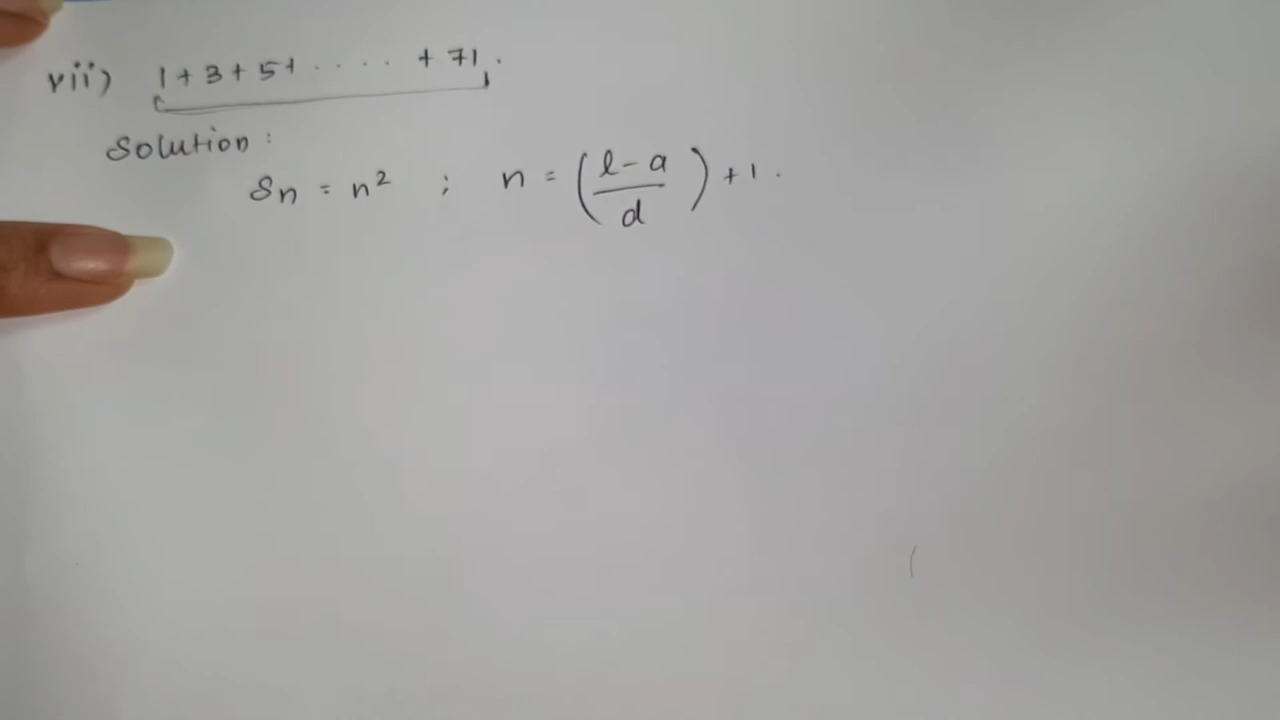 vii) 1 + 3 + 5 + ..... + 71.
Solution:
Sn = n² ; n = (l - a / d) + 1.